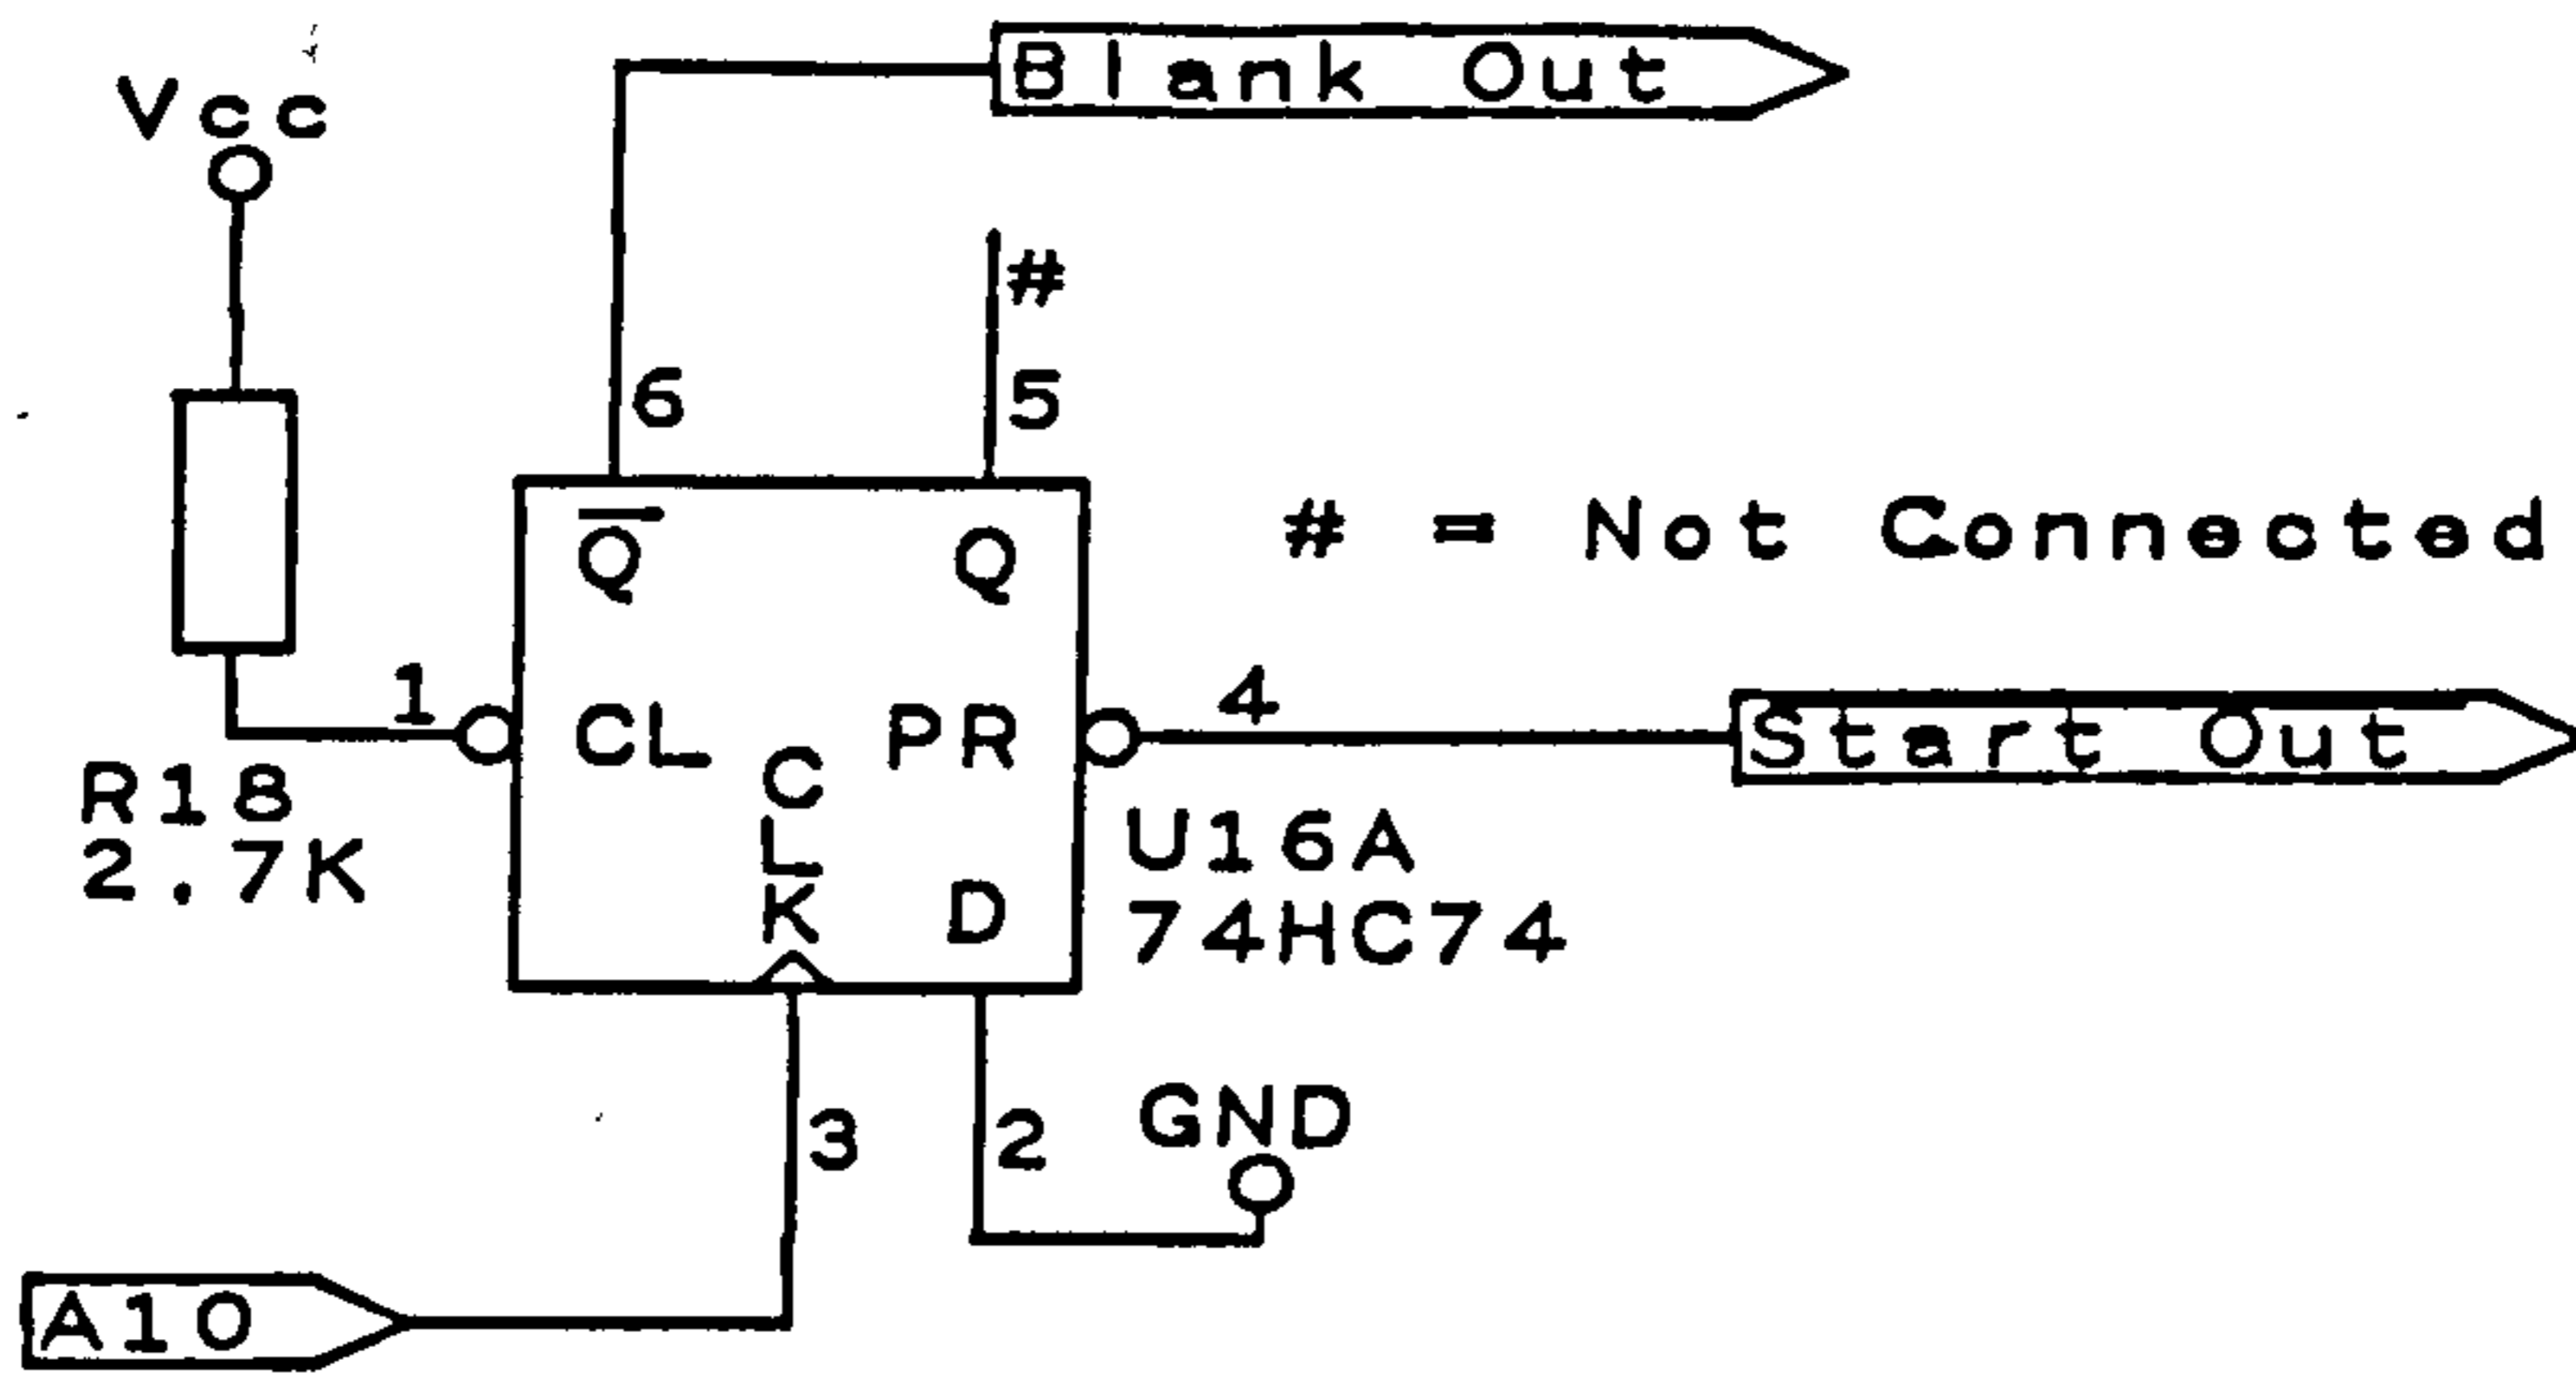 Blank Out
Vcc
#
6
5
Q
Q
# = Not Connected
1
CL
PR
4
Start Out
CLK
R18
2.7K
U16A
74HC74
D
3
2
GND
A10